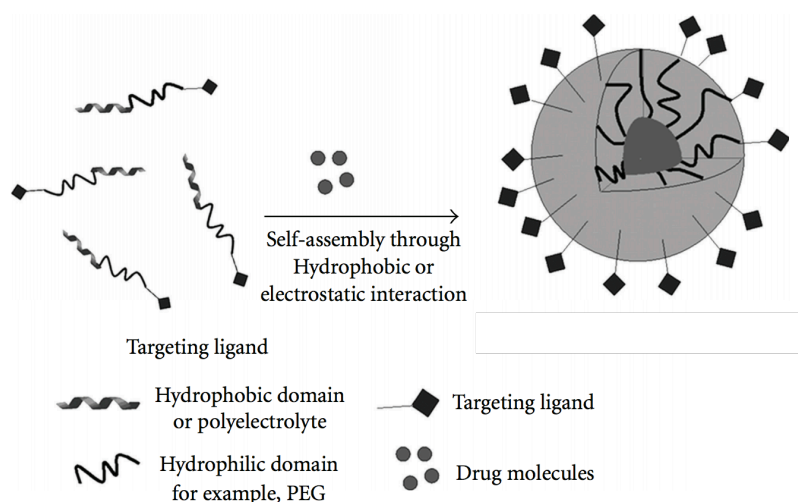 Self-assembly through
Hydrophobic or
electrostatic interaction
Targeting ligand
Hydrophobic domain
or polyelectrolyte
Targeting ligand
Hydrophilic domain
for example, PEG
Drug molecules